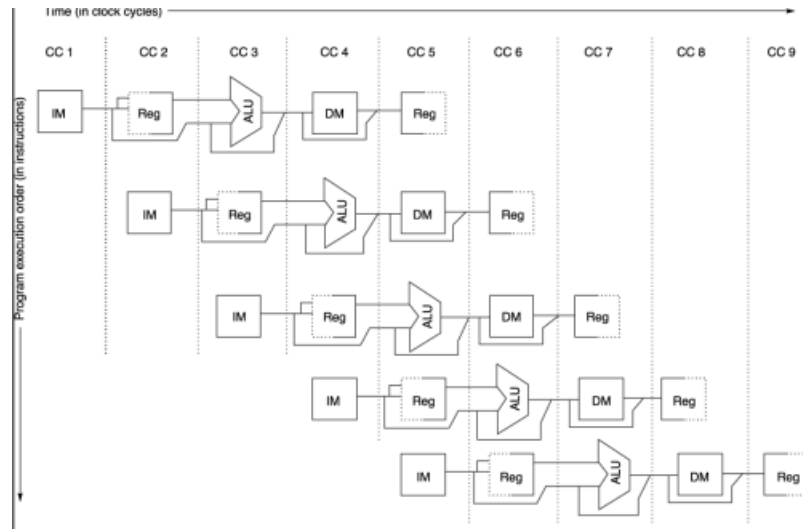 Time (in clock cycles)
CC 1 CC 2 CC 3 CC 4 CC 5 CC 6 CC 7 CC 8 CC 9
Program execution order (in instructions)
IM Reg ALU DM Reg
IM Reg ALU DM Reg
IM Reg ALU DM Reg
IM Reg ALU DM Reg
IM Reg ALU DM Reg